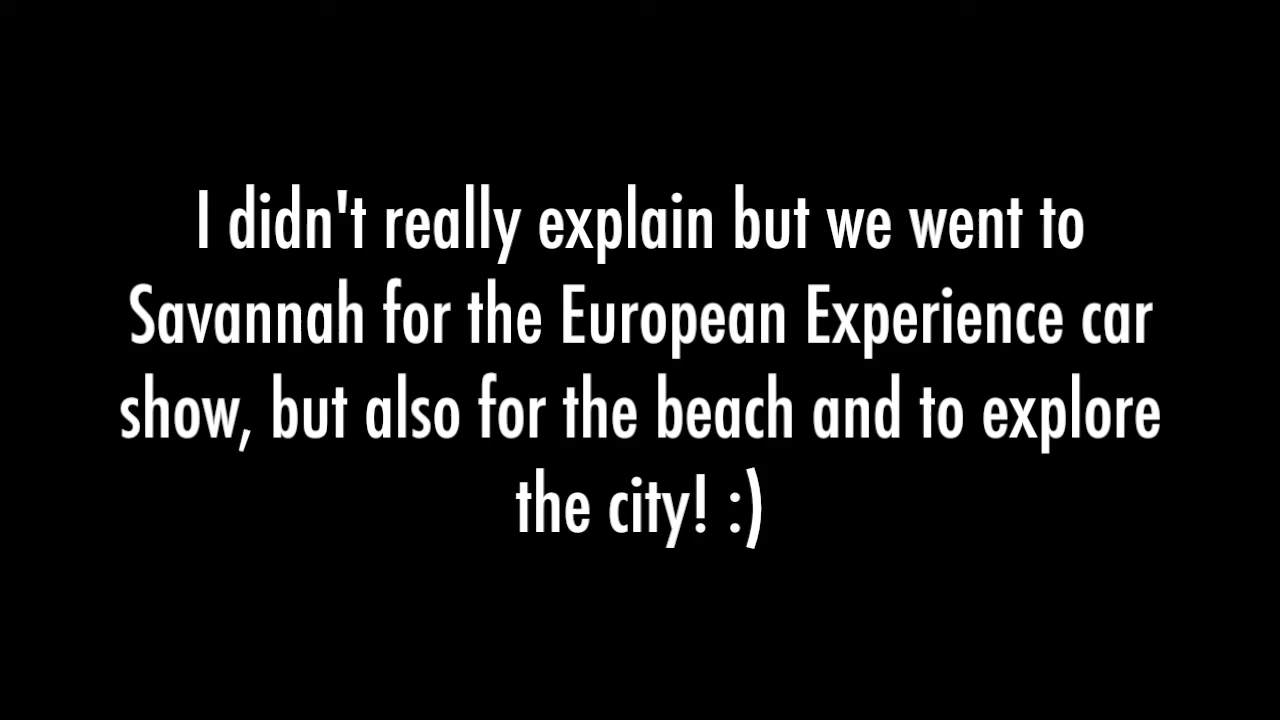 I didn't really explain but we went to
Savannah for the European Experience car
show, but also for the beach and to explore
the city! :)